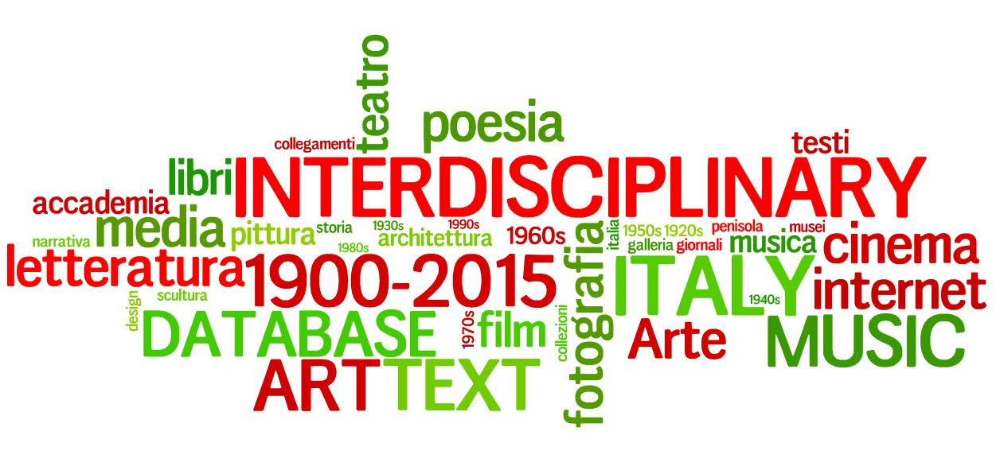 teatro
poesia
collegamenti
testi
libri
INTERDISCIPLINARY
accademia
media
pittura
storia
1930s
1990s
architettura
1960s
italia
1950s
1920s
penisola
musei
narrativa
1980s
galleria
giornali
musica
cinema
letteratura
1900-2015
fotografia
ITALY
1940s
internet
scultura
design
DATABASE
1970s
film
collezioni
Arte
MUSIC
ART
TEXT